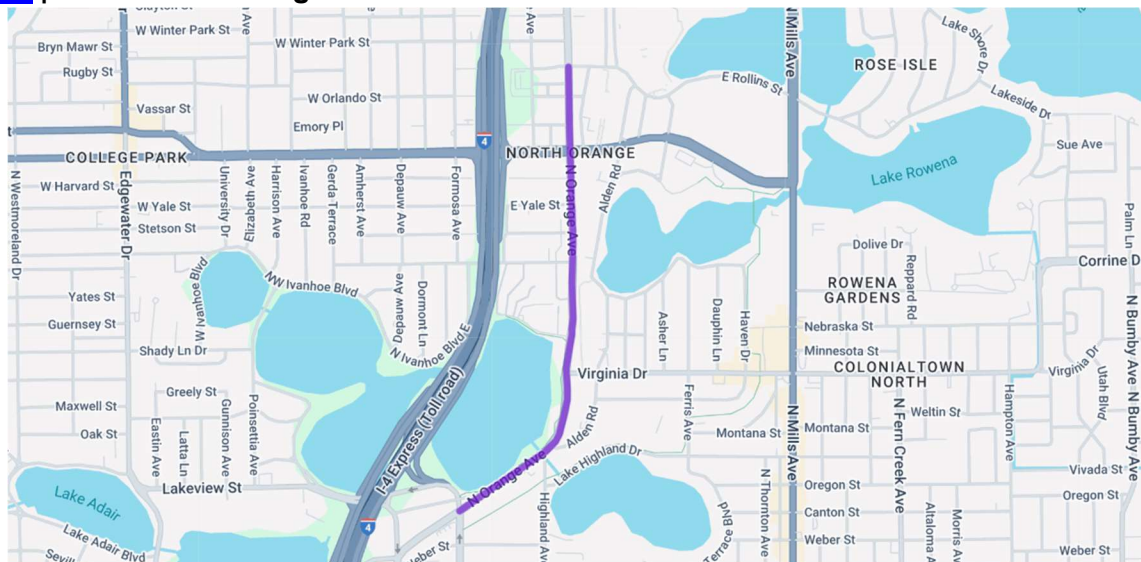 W Winter Park St
W Winter Park St
Bryn Mawr St
Rugby St
Vassar St
W Orlando St
Emory Pl
COLLEGE PARK
NORTH ORANGE
4
N Mills Ave
E Rollins St
ROSE ISLE
Lake Shore Dr
Lakeside Dr
Lake Rowena
Sue Ave
W Harvard St
W Yale St
Stetson St
N Westmoreland Dr
Edgewater Dr
University Dr
Elizabeth Ave
Harrison Ave
Ivanhoe Rd
Gerda Terrace
Amherst Ave
Depauw Ave
Formosa Ave
E Yale St
N Orange Ave
Alden Rd
Palm Ln
Corrine D
Dolive Dr
Reppard Rd
ROWENA
GARDENS
W Ivanhoe Blvd
NW Ivanhoe Blvd
Yates St
Guernsey St
Shady Ln Dr
Depauw Ave
Dormont Ln
N Ivanhoe Blvd E
Asher Ln
Dauphin Ln
Haven Dr
Nebraska St
Minnesota St
COLONIALTOWN
NORTH
N Bumby Ave
Virginia Dr
Virginia Dr
Utah Blvd
Greely St
Maxwell St
Oak St
Eastin Ave
Latta Ln
Gunnison Ave
Poinsettia Ave
I-4 Express (Toll road)
Ferris Ave
Alden Rd
Montana St
Montana St
N Mills Ave
N Fern Creek Ave
Weltin St
Hampton Ave
N Bumby Ave
Vivada St
Lakeview St
N Orange Ave
Lake Highland Dr
Highland Ave
Lake Adair
Lake Adair Blvd
4
Weber St
N Thornton Ave
Oregon St
Oregon St
Canton St
Weber St
Altaloma A
Morris Av
Weber St